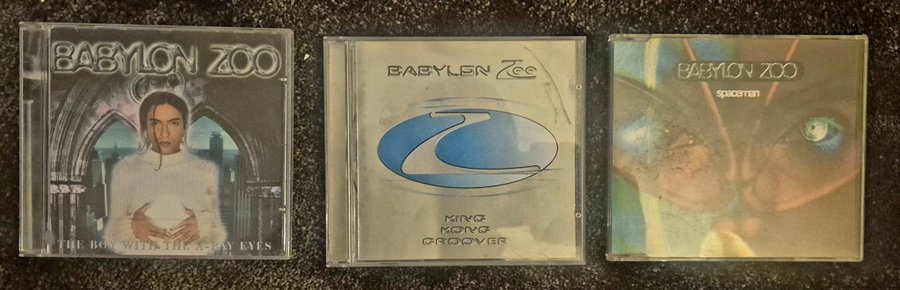 BABYLON ZOO
THE BOY WITH THE X-RAY EYES
BABYLON Zoo
KING
KONG
GROOVER
BABYLON ZOO
spaceman